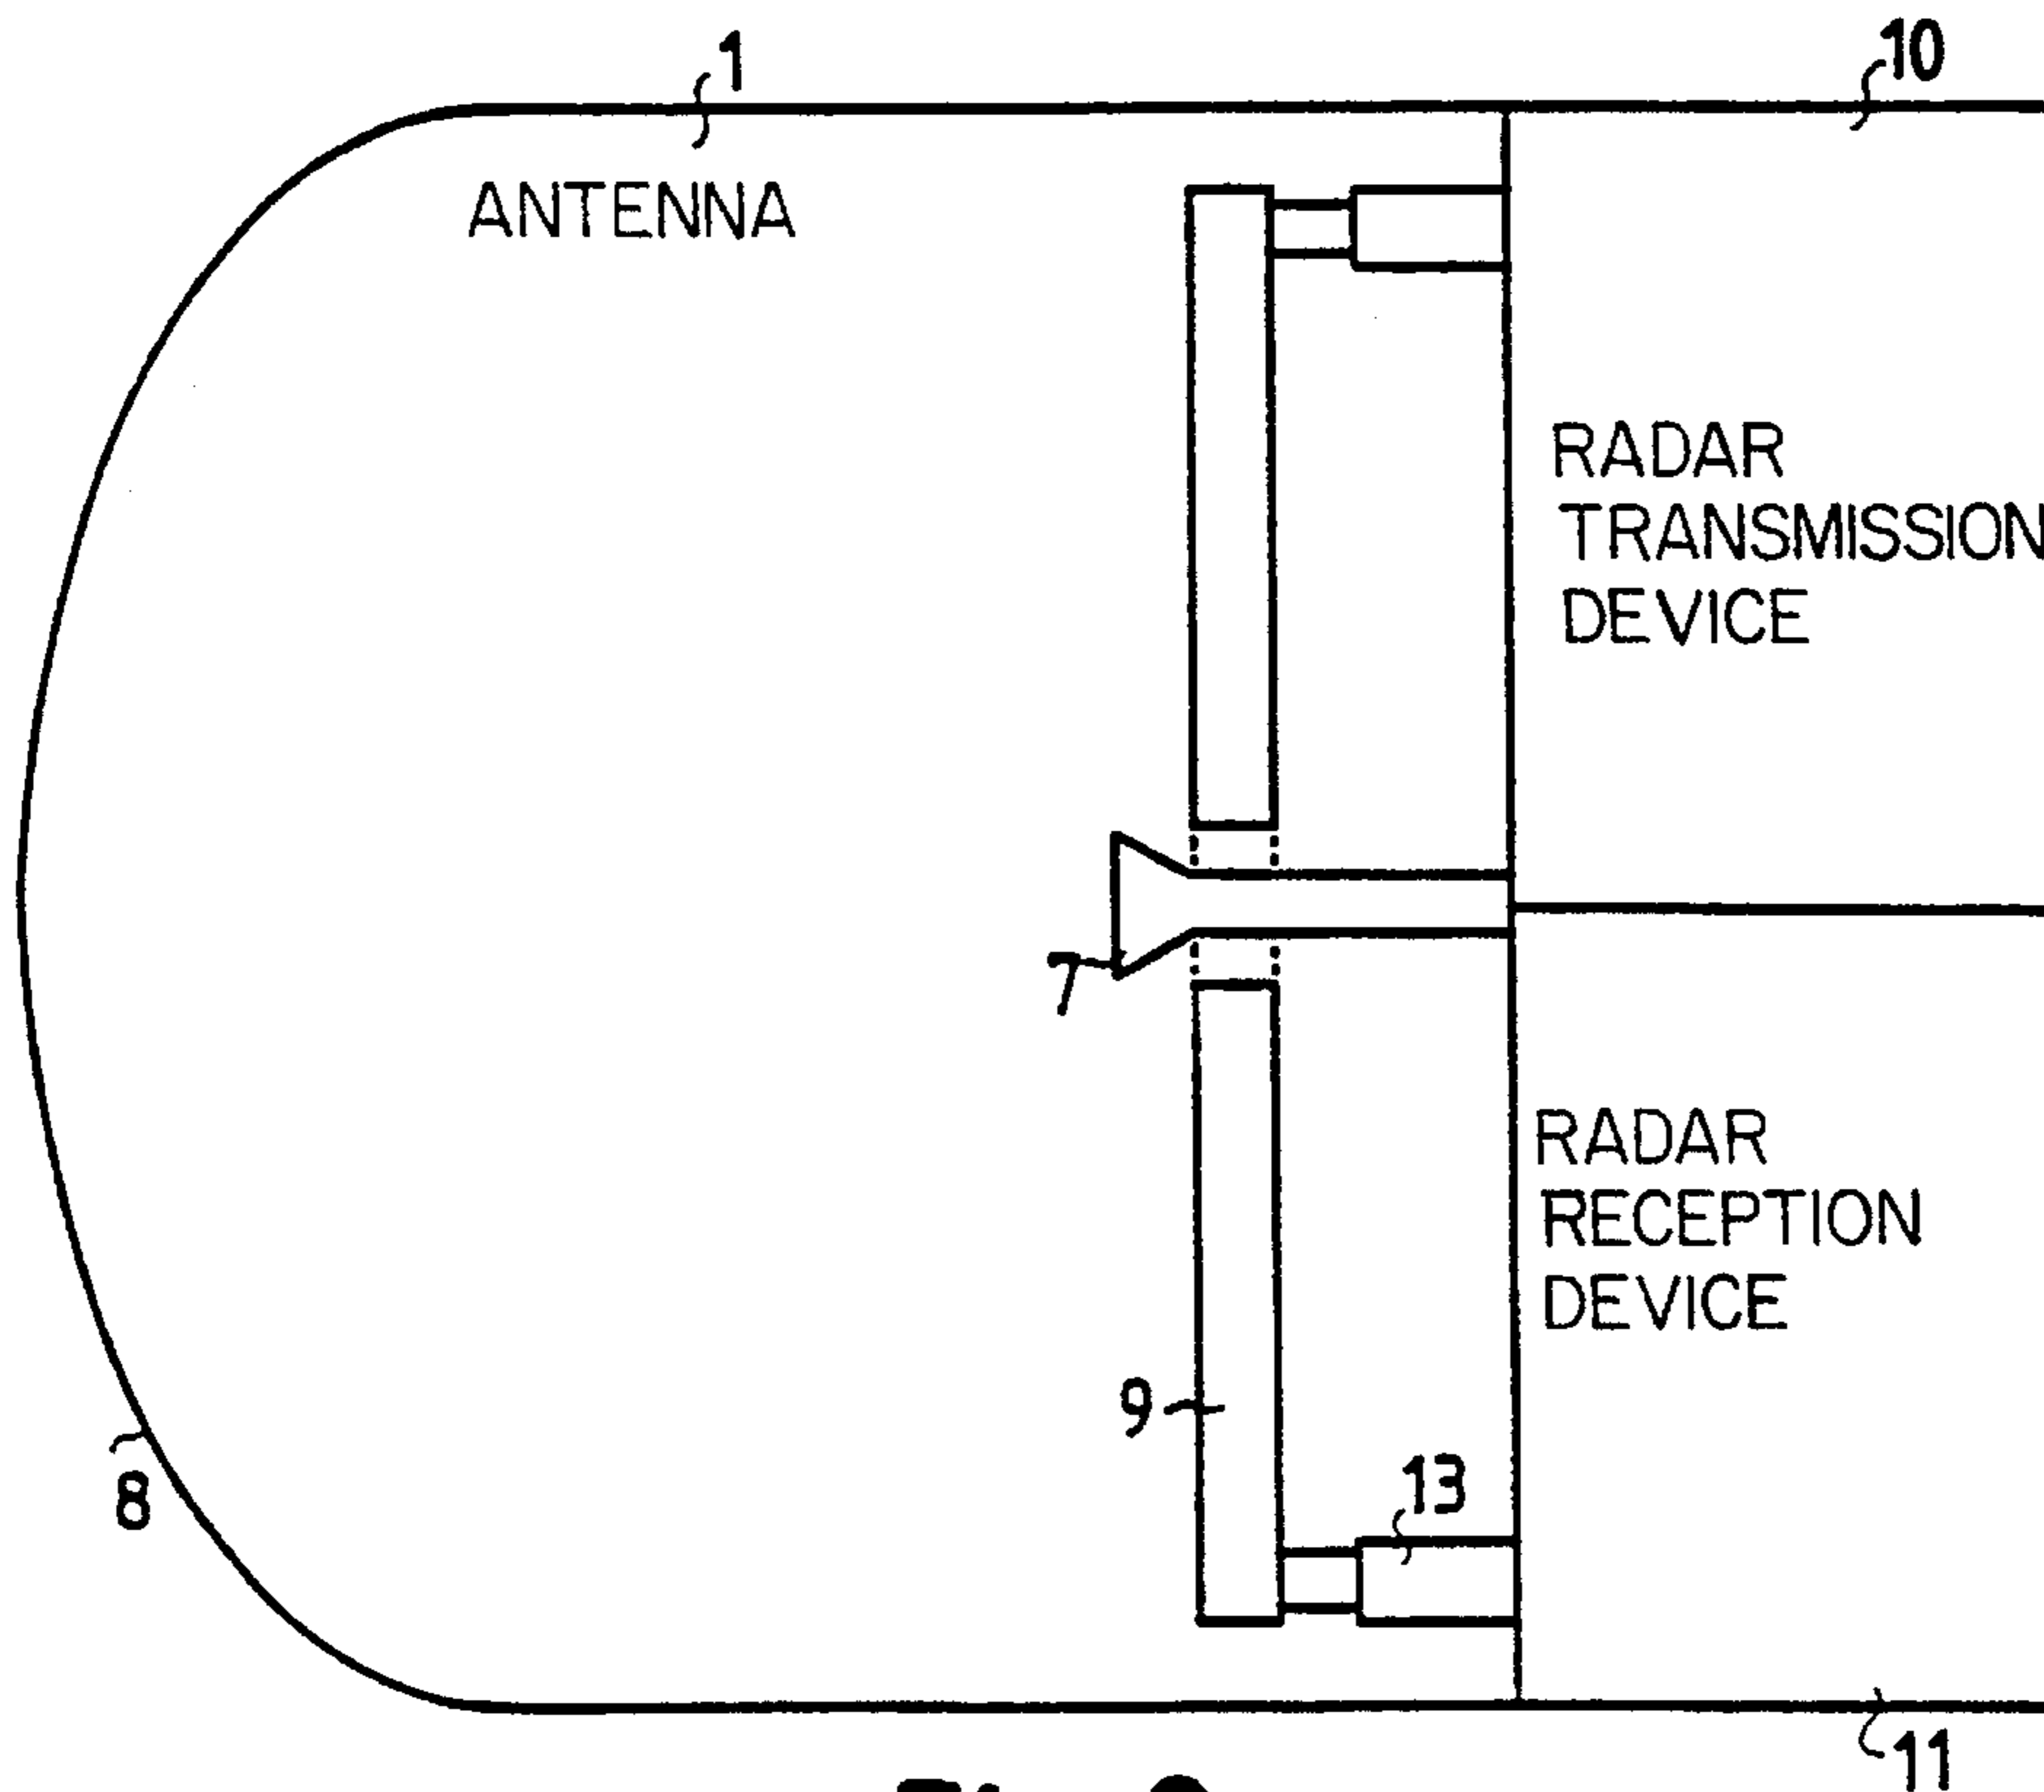 1
10
ANTENNA
RADAR
TRANSMISSION
DEVICE
7
RADAR
RECEPTION
DEVICE
9
13
8
11